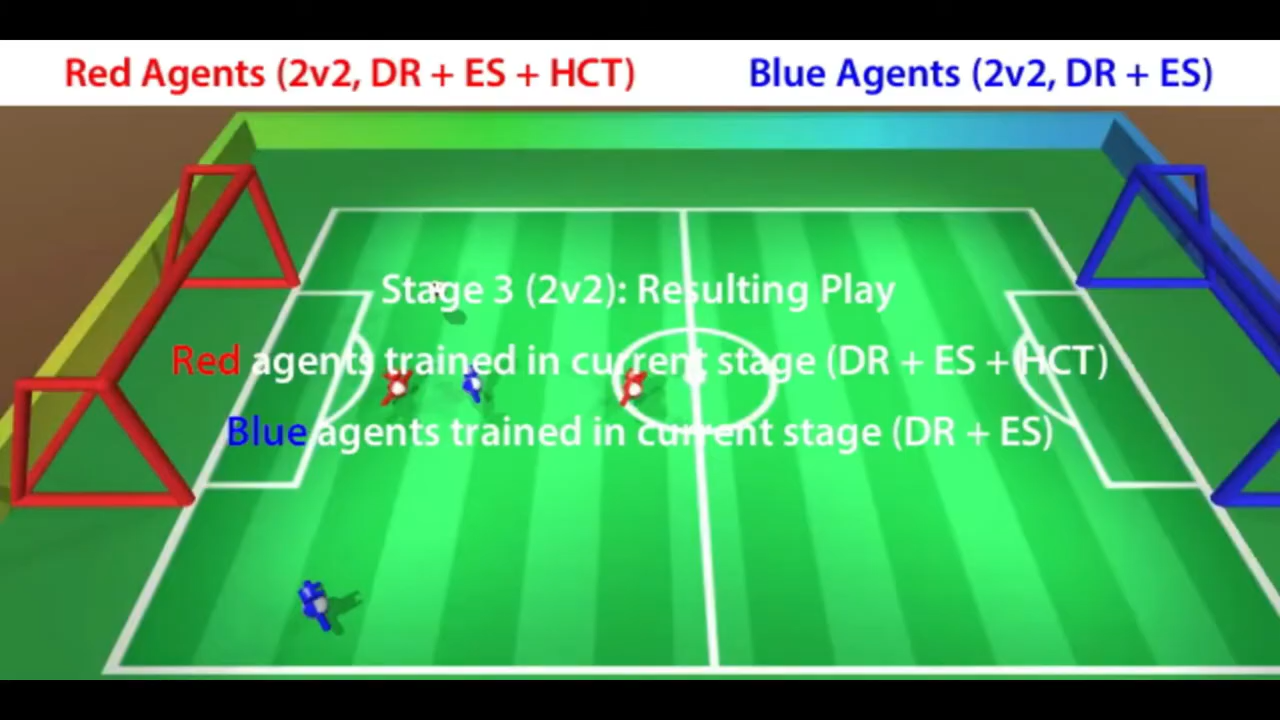 Red Agents (2v2, DR + ES + HCT)
Blue Agents (2v2, DR + ES)
Stage 3 (2v2): Resulting Play
Red agents trained in current stage (DR + ES + HCT)
Blue agents trained in current stage (DR + ES)